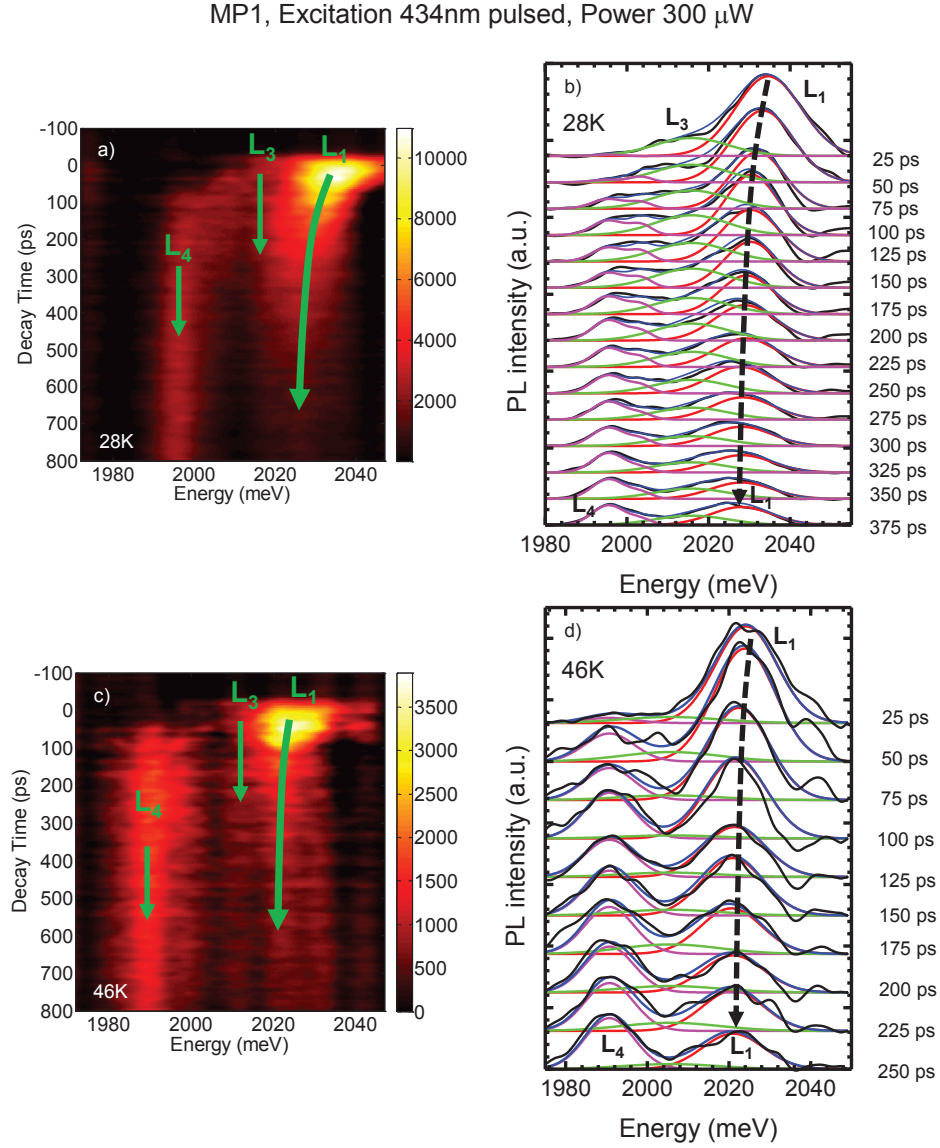 MP1, Excitation 434nm pulsed, Power 300 μW
a)
L₃
L₁
L₄
28K
-100
0
100
200
300
400
500
600
700
800
Decay Time (ps)
1980
2000
2020
2040
Energy (meV)
10000
8000
6000
4000
2000
b)
28K
L₃
L₁
L₄
L₁
PL intensity (a.u.)
25 ps
50 ps
75 ps
100 ps
125 ps
150 ps
175 ps
200 ps
225 ps
250 ps
275 ps
300 ps
325 ps
350 ps
375 ps
1980
2000
2020
2040
Energy (meV)
c)
L₃
L₁
L₄
46K
-100
0
100
200
300
400
500
600
700
800
Decay Time (ps)
1980
2000
2020
2040
Energy (meV)
3500
3000
2500
2000
1500
1000
500
0
d)
46K
L₁
L₄
L₁
PL intensity (a.u.)
25 ps
50 ps
75 ps
100 ps
125 ps
150 ps
175 ps
200 ps
225 ps
250 ps
1980
2000
2020
2040
Energy (meV)